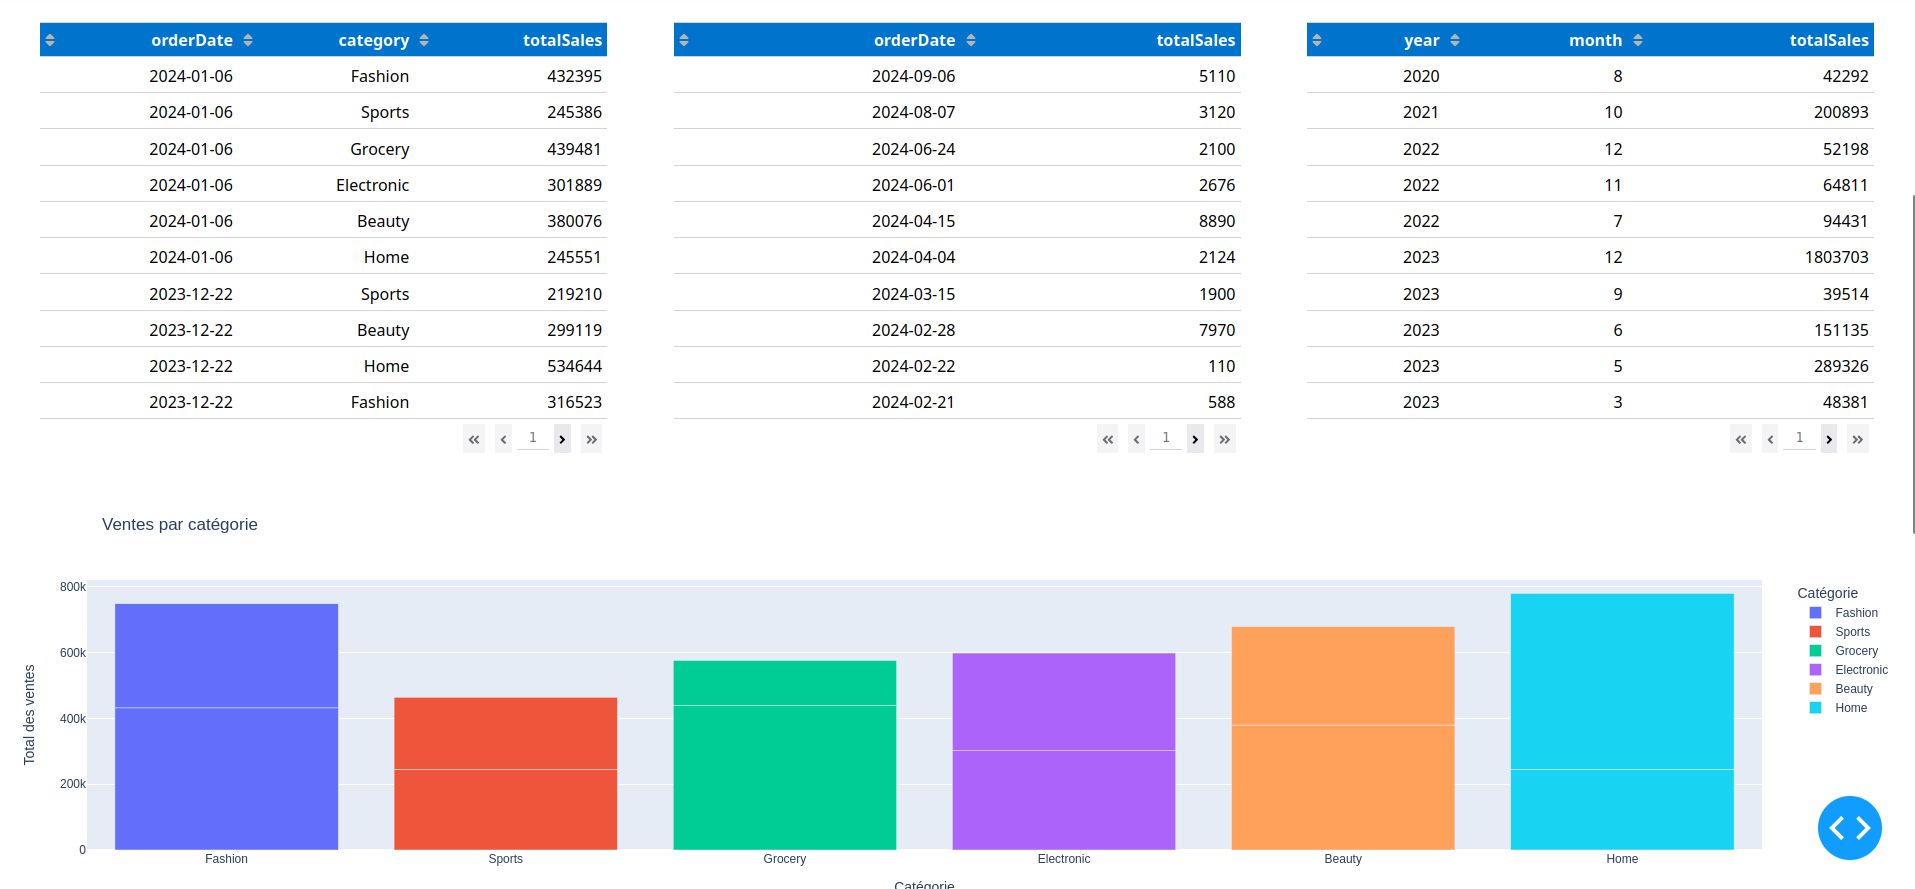 orderDate category totalSales
2024-01-06 Fashion 432395
2024-01-06 Sports 245386
2024-01-06 Grocery 439481
2024-01-06 Electronic 301889
2024-01-06 Beauty 380076
2024-01-06 Home 245551
2023-12-22 Sports 219210
2023-12-22 Beauty 299119
2023-12-22 Home 534644
2023-12-22 Fashion 316523
« ‹ 1 › »
orderDate totalSales
2024-09-06 5110
2024-08-07 3120
2024-06-24 2100
2024-06-01 2676
2024-04-15 8890
2024-04-04 2124
2024-03-15 1900
2024-02-28 7970
2024-02-22 110
2024-02-21 588
« ‹ 1 › »
year month totalSales
2020 8 42292
2021 10 200893
2022 12 52198
2022 11 64811
2022 7 94431
2023 12 1803703
2023 9 39514
2023 6 151135
2023 5 289326
2023 3 48381
« ‹ 1 › »
Ventes par catégorie
Total des ventes
800k
600k
400k
200k
0
Fashion Sports Grocery Electronic Beauty Home
Catégorie
Catégorie
Fashion
Sports
Grocery
Electronic
Beauty
Home